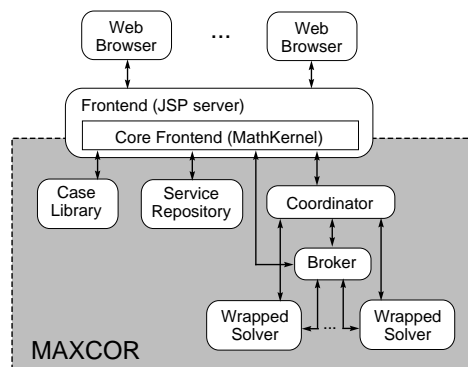 Web
Browser
...
Web
Browser
Frontend (JSP server)
Core Frontend (MathKernel)
Case
Library
Service
Repository
Coordinator
Broker
Wrapped
Solver
...
Wrapped
Solver
MAXCOR